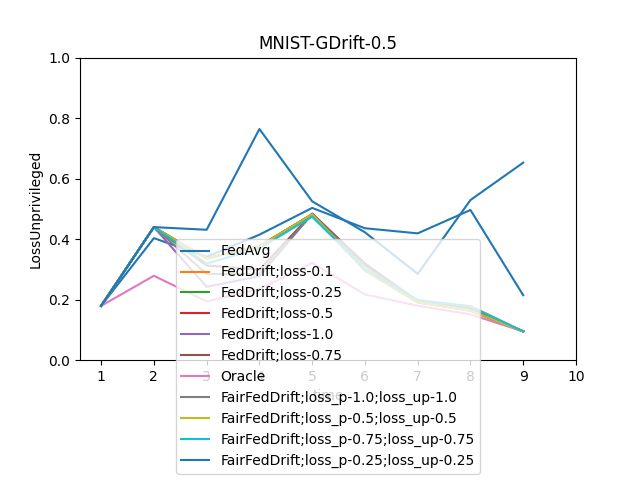 MNIST-GDrift-0.5
LossUnprivileged
1.0
0.8
0.6
0.4
0.2
0.0
1 2 3 4 5 6 7 8 9 10
time
FedAvg
FedDrift;loss-0.1
FedDrift;loss-0.25
FedDrift;loss-0.5
FedDrift;loss-1.0
FedDrift;loss-0.75
Oracle
FairFedDrift;loss_p-1.0;loss_up-1.0
FairFedDrift;loss_p-0.5;loss_up-0.5
FairFedDrift;loss_p-0.75;loss_up-0.75
FairFedDrift;loss_p-0.25;loss_up-0.25